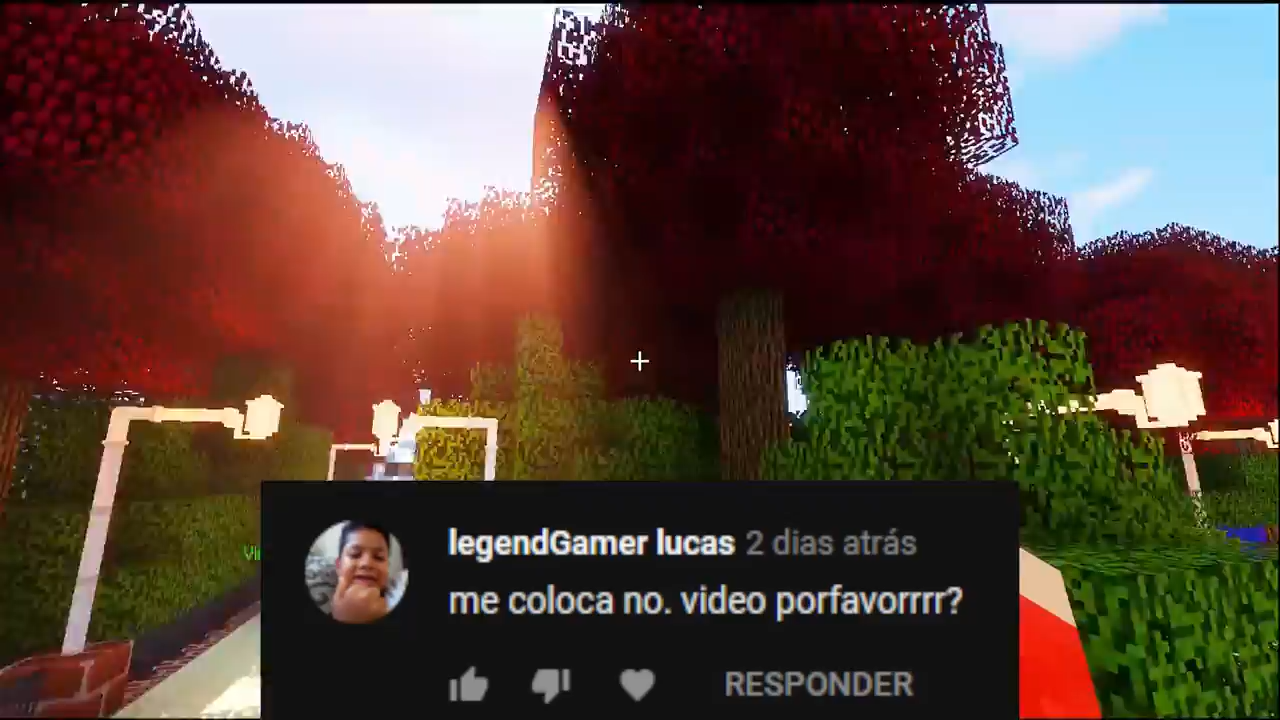 legendGamer lucas 2 dias atrás
me coloca no. video porfavorrrr?
RESPONDER